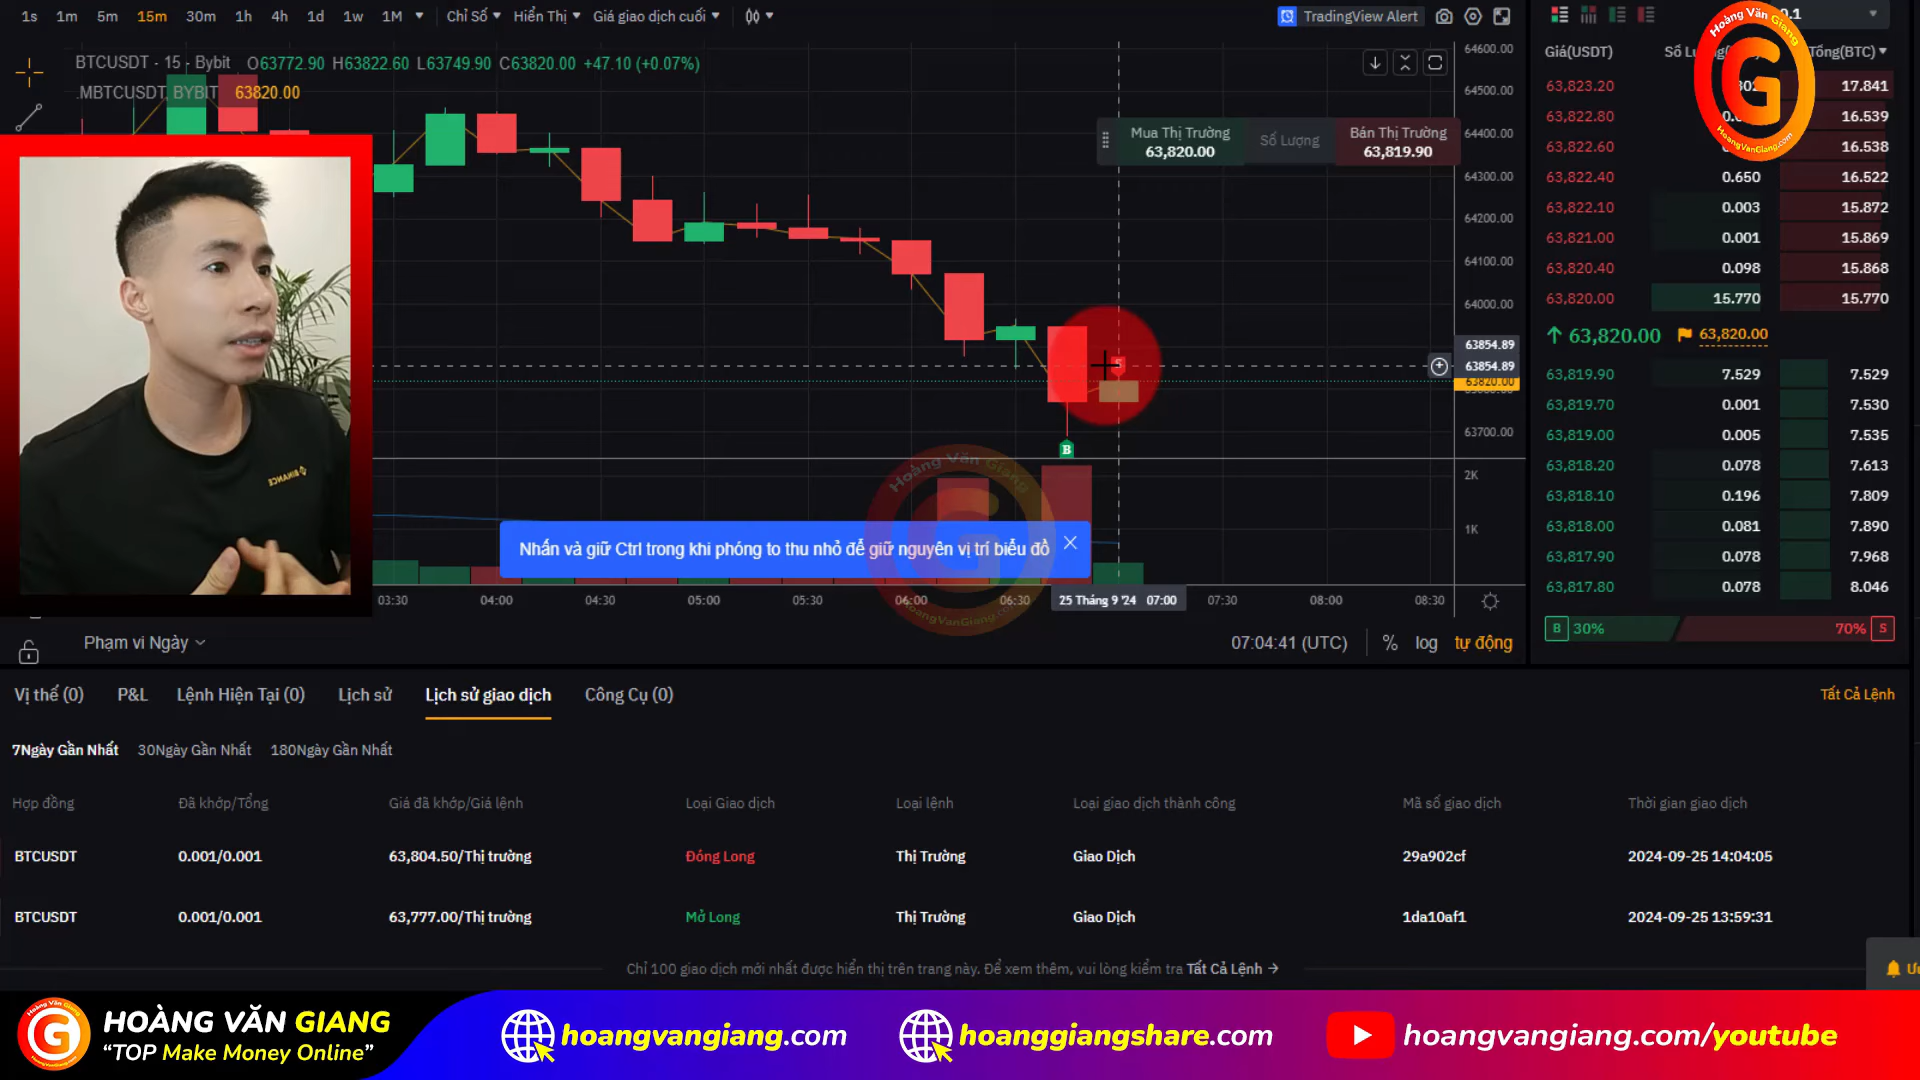 1s 1m 5m 15m 30m 1h 4h 1d 1w 1M Chỉ Số Hiển Thị Giá giao dịch cuối TradingView Alert
BTCUSDT - 15 - Bybit O63772.90 H63822.60 L63749.90 C63820.00 +47.10 (+0.07%)
.MBTCUSDT, BYBIT 63820.00
Mua Thị Trường 63,820.00 Số Lượng Bán Thị Trường 63,819.90
64600.00
64500.00
64400.00
64300.00
64200.00
64100.00
64000.00
63854.89
63854.89
63820.00
63700.00
2K
1K
B
Nhấn và giữ Ctrl trong khi phóng to thu nhỏ để giữ nguyên vị trí biểu đồ
03:30 04:00 04:30 05:00 05:30 06:00 06:30 25 Tháng 9 '24 07:00 07:30 08:00 08:30
Phạm vi Ngày 07:04:41 (UTC) % log tự động
0.1
Giá(USDT) Tổng(BTC)
63,823.20 17.841
63,822.80 16.539
63,822.60 16.538
63,822.40 0.650 16.522
63,822.10 0.003 15.872
63,821.00 0.001 15.869
63,820.40 0.098 15.868
63,820.00 15.770 15.770
63,820.00 63,820.00
63,819.90 7.529 7.529
63,819.70 0.001 7.530
63,819.00 0.005 7.535
63,818.20 0.078 7.613
63,818.10 0.196 7.809
63,818.00 0.081 7.890
63,817.90 0.078 7.968
63,817.80 0.078 8.046
B 30% 70% S
Hoàng Văn Giang
G
HoangVanGiang.com
Hoàng Văn Giang
G
HoangVanGiang.com
BINANCE
Vị thế (0) P&L Lệnh Hiện Tại (0) Lịch sử Lịch sử giao dịch Công Cụ (0) Tất Cả Lệnh
7Ngày Gần Nhất 30Ngày Gần Nhất 180Ngày Gần Nhất
Hợp đồng Đã khớp/Tổng Giá đã khớp/Giá lệnh Loại Giao dịch Loại lệnh Loại giao dịch thành công Mã số giao dịch Thời gian giao dịch
BTCUSDT 0.001/0.001 63,804.50/Thị trường Đóng Long Thị Trường Giao Dịch 29a902cf 2024-09-25 14:04:05
BTCUSDT 0.001/0.001 63,777.00/Thị trường Mở Long Thị Trường Giao Dịch 1da10af1 2024-09-25 13:59:31
Chỉ 100 giao dịch mới nhất được hiển thị trên trang này. Để xem thêm, vui lòng kiểm tra Tất Cả Lệnh →
HOÀNG VĂN GIANG
“TOP Make Money Online”
hoangvangiang.com
hoanggiangshare.com
hoangvangiang.com/youtube